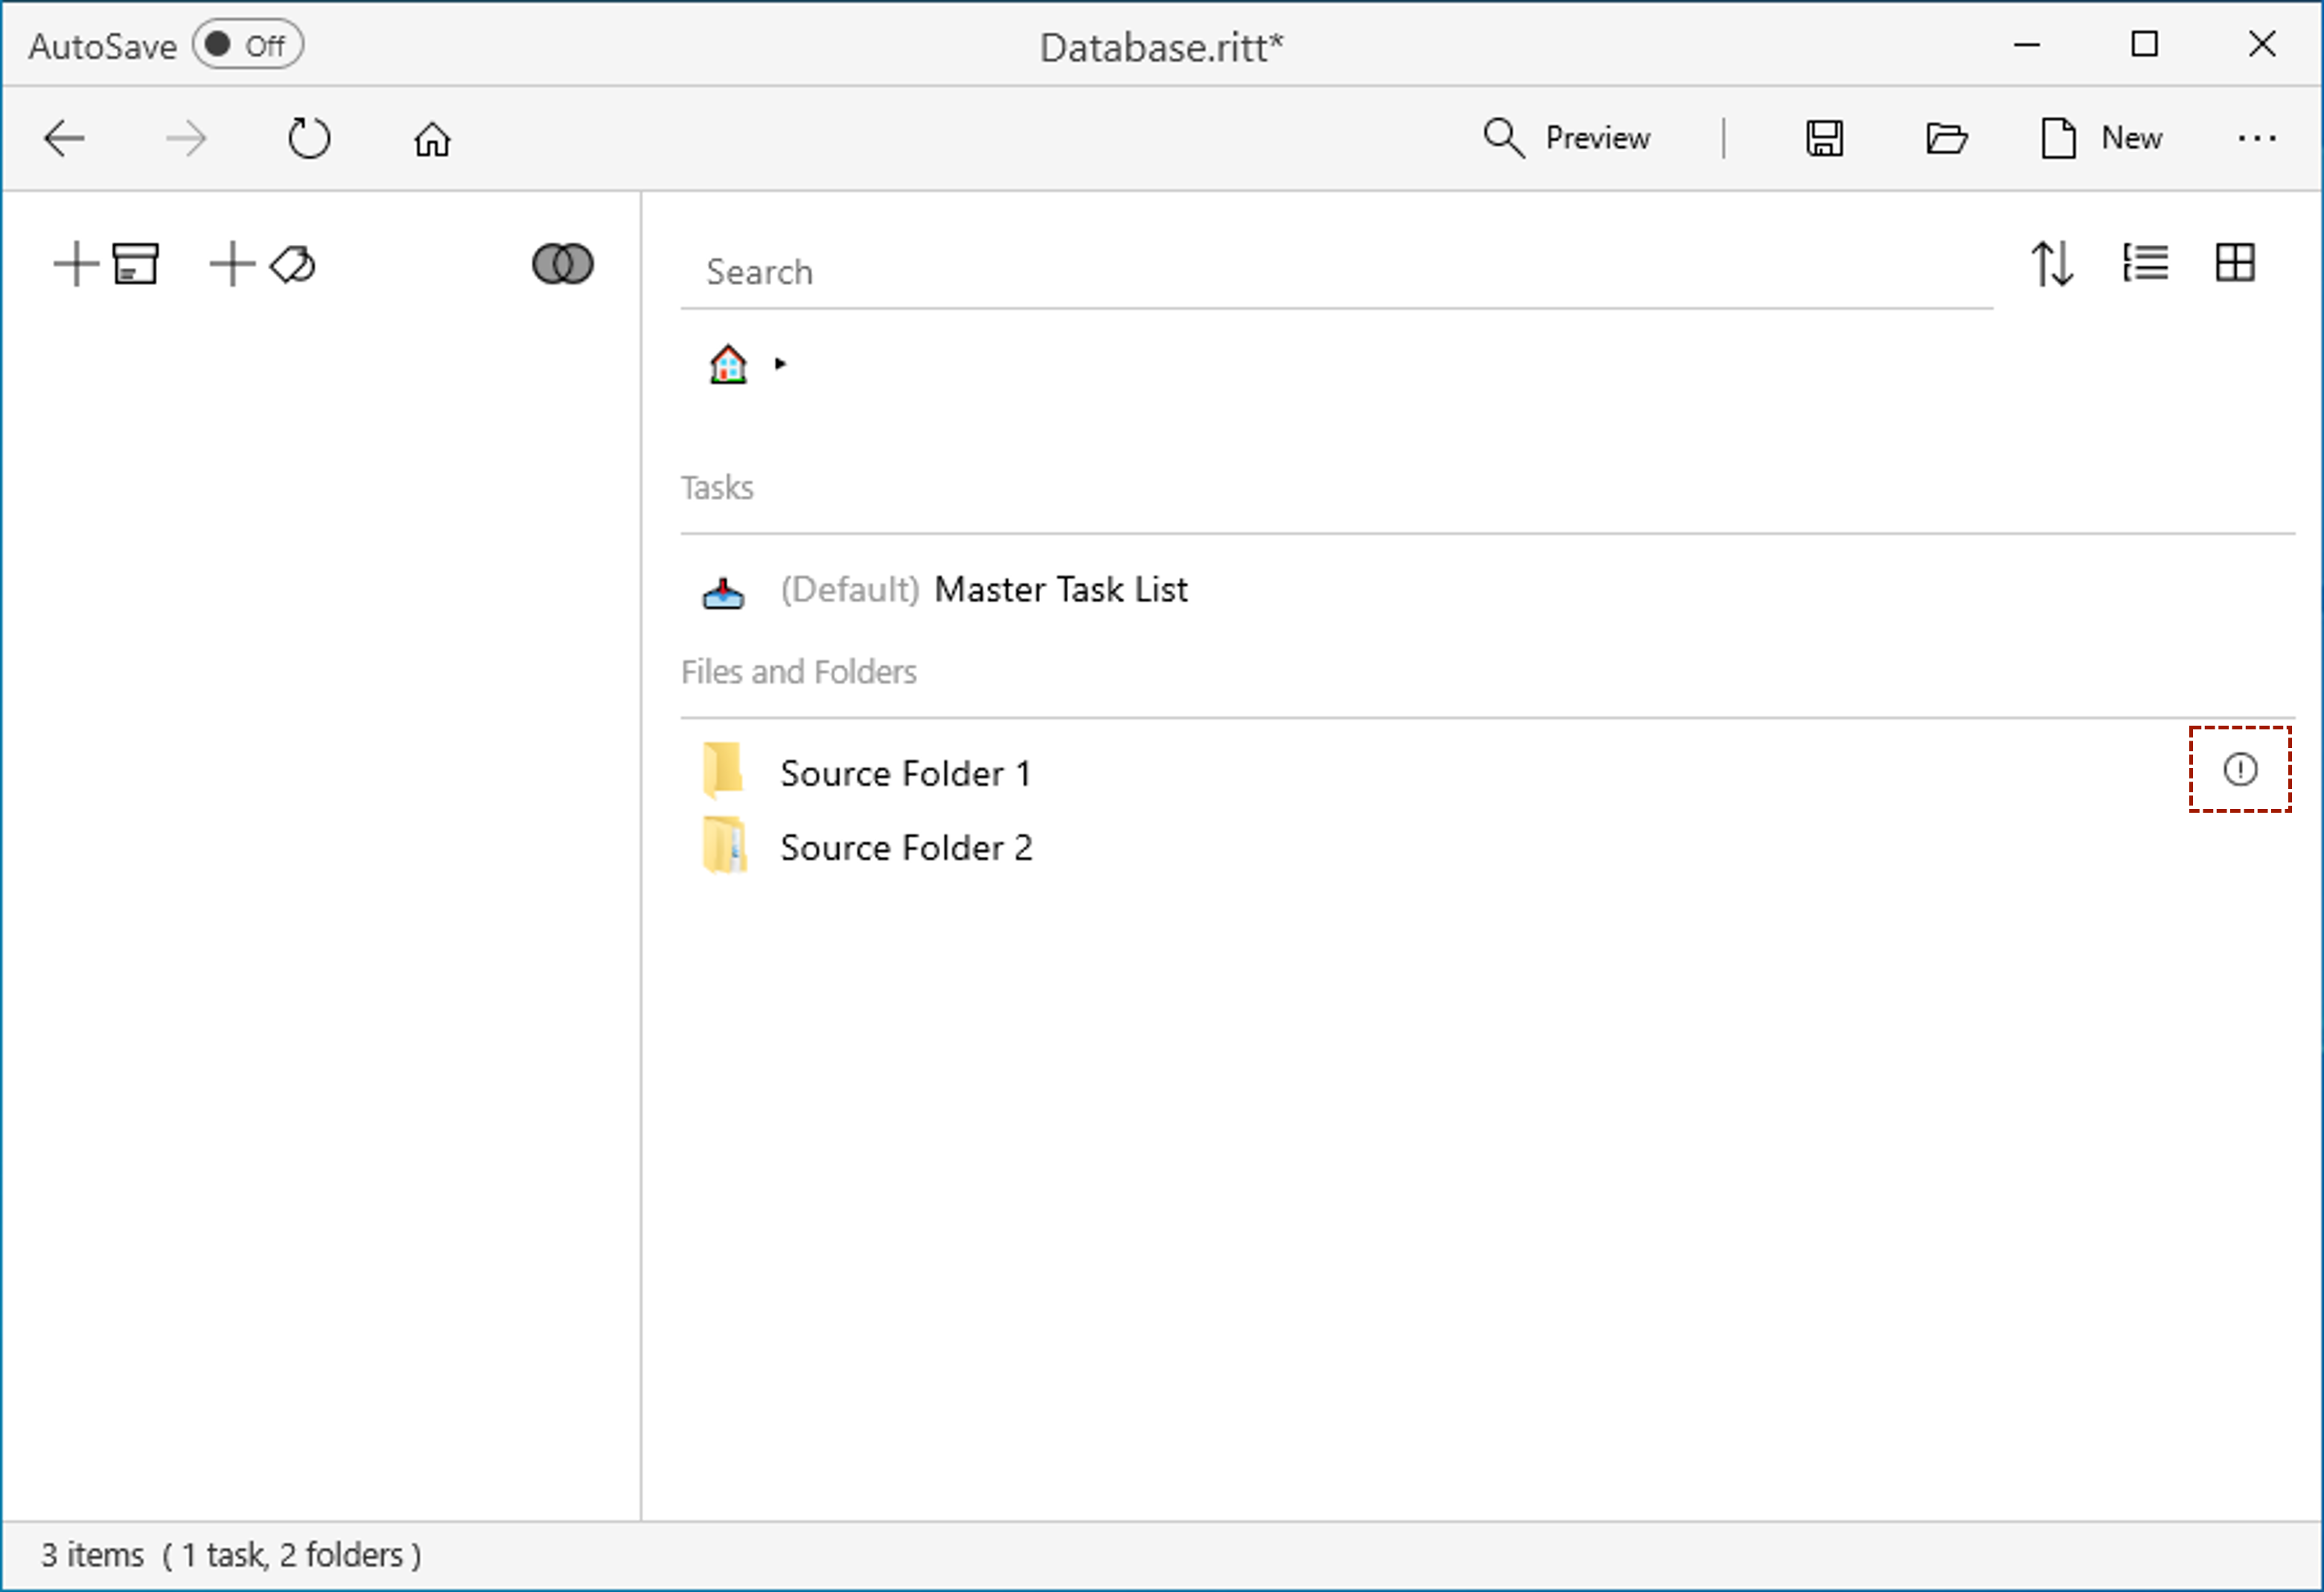 AutoSave Off Database.ritt*
Preview New
Search
Tasks
(Default) Master Task List
Files and Folders
Source Folder 1
Source Folder 2
3 items ( 1 task, 2 folders )